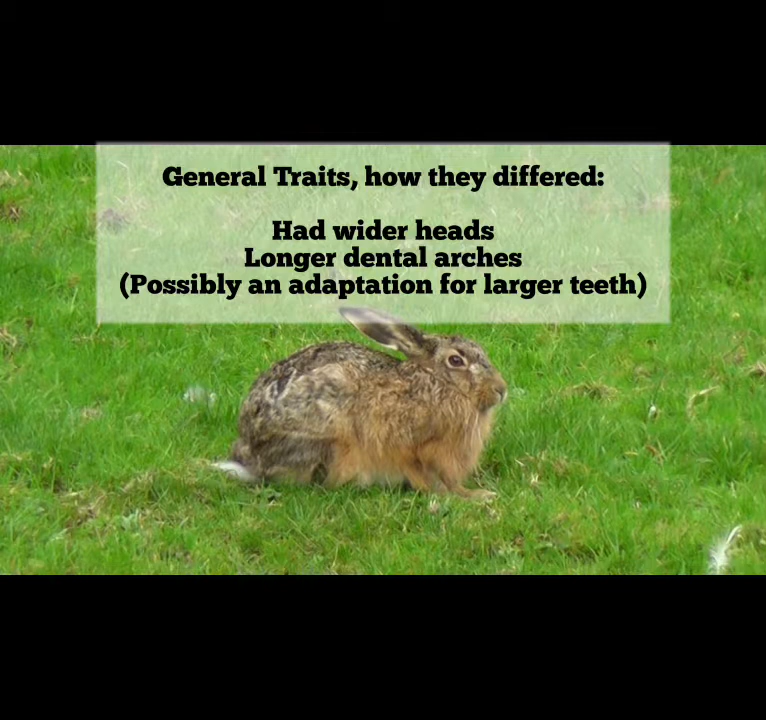 General Traits, how they differed:
Had wider heads
Longer dental arches
(Possibly an adaptation for larger teeth)